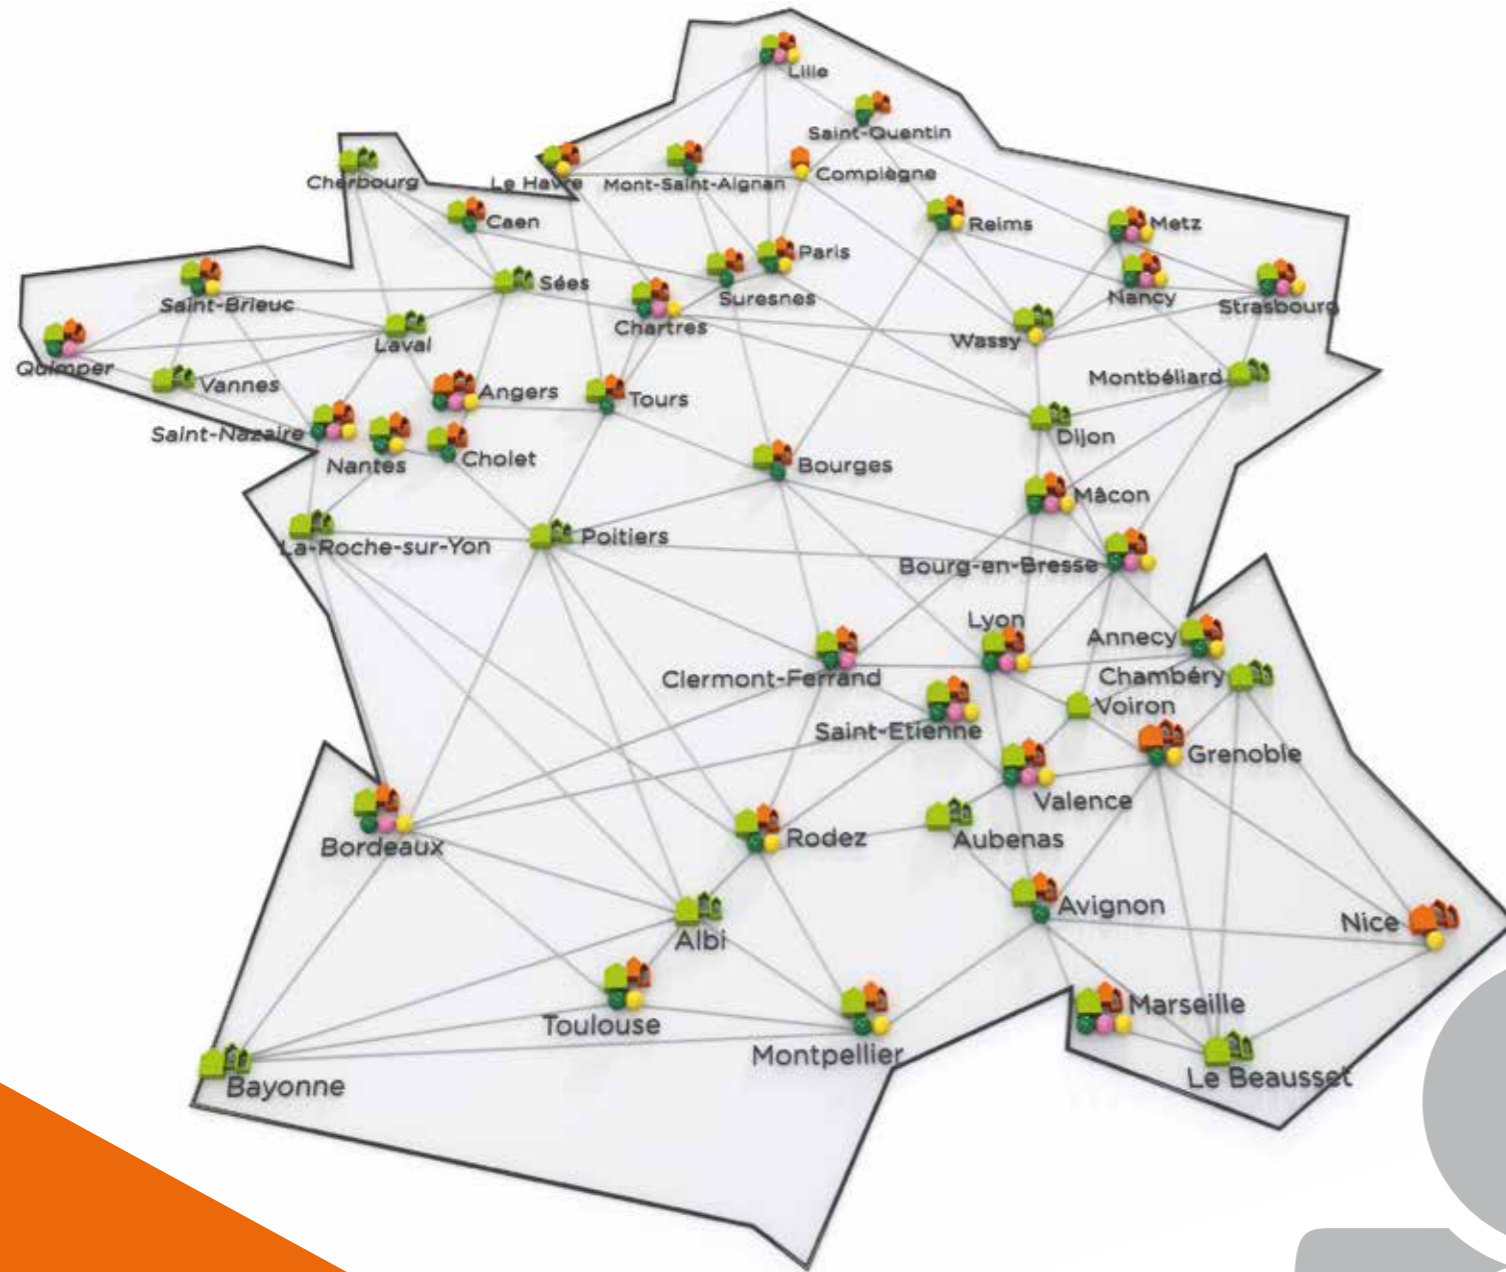 Lille
Saint-Quentin
Cherbourg
Le Havre
Mont-Saint-Aignan
Compiègne
Caen
Reims
Metz
Paris
Sées
Saint-Brieuc
Suresnes
Nancy
Strasbourg
Chartres
Wassy
Laval
Quimper
Vannes
Angers
Tours
Montbéliard
Saint-Nazaire
Nantes
Cholet
Dijon
Bourges
Mâcon
La-Roche-sur-Yon
Poitiers
Bourg-en-Bresse
Lyon
Annecy
Clermont-Ferrand
Chambéry
Voiron
Saint-Etienne
Grenoble
Valence
Bordeaux
Rodez
Aubenas
Avignon
Nice
Albi
Marseille
Toulouse
Montpellier
Le Beausset
Bayonne